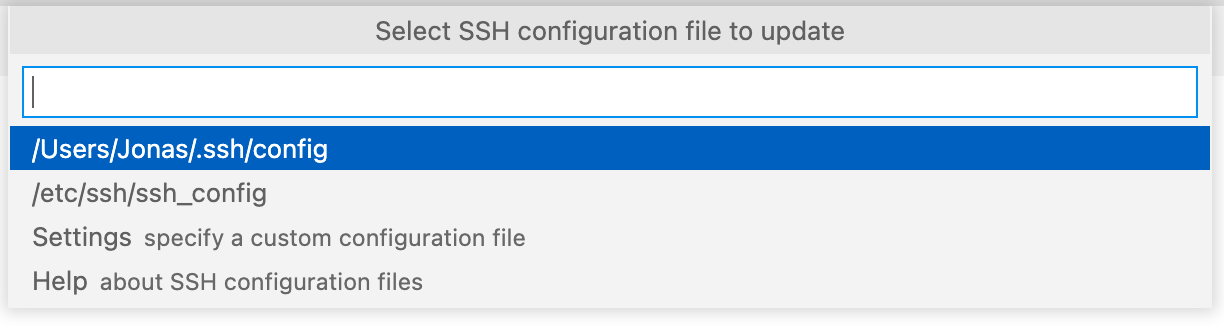 Select SSH configuration file to update
/Users/Jonas/.ssh/config
/etc/ssh/ssh_config
Settings specify a custom configuration file
Help about SSH configuration files